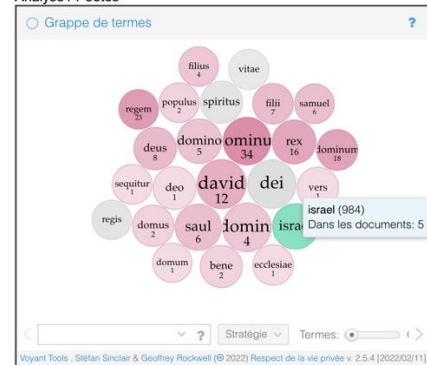 Grappe de termes ?
filius
4
vitae
regem
23
populus
2
spiritus
filii
7
samuel
6
deus
8
domino
5
ominu
34
rex
16
dominum
18
sequitur
1
deo
1
david
12
dei
vers
1
israel (984)
Dans les documents: 5
regis
domus
2
saul
6
domin
4
isra
domum
1
bene
2
ecclesiae
1
? Stratégie Termes:
Voyant Tools , Stéfan Sinclair & Geoffrey Rockwell (© 2022) Respect de la vie privée v. 2.5.4 [2022/02/11]